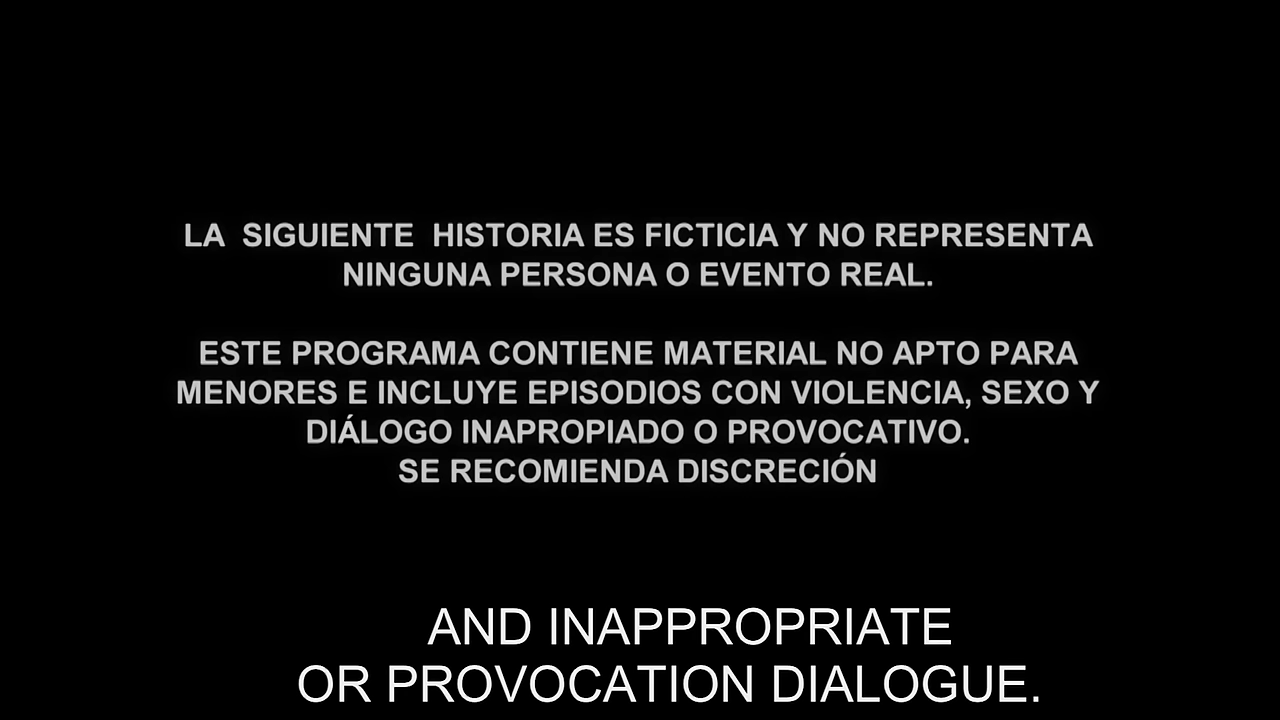 LA SIGUIENTE HISTORIA ES FICTICIA Y NO REPRESENTA
NINGUNA PERSONA O EVENTO REAL.
ESTE PROGRAMA CONTIENE MATERIAL NO APTO PARA
MENORES E INCLUYE EPISODIOS CON VIOLENCIA, SEXO Y
DIÁLOGO INAPROPIADO O PROVOCATIVO.
SE RECOMIENDA DISCRECIÓN
AND INAPPROPRIATE
OR PROVOCATION DIALOGUE.